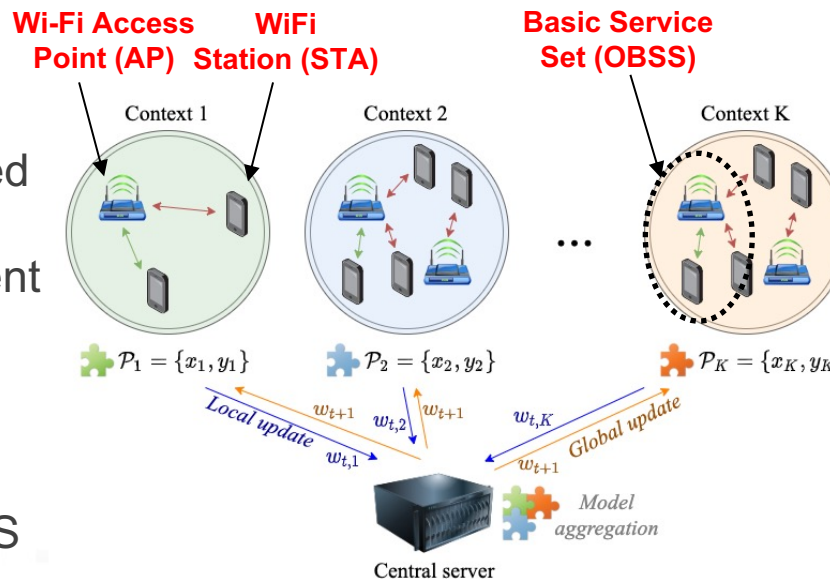 Wi-Fi Access
Point (AP)
WiFi
Station (STA)
Basic Service
Set (OBSS)
Context 1
Context 2
Context K
ed
ent
...
𝒫₁ = {x₁, y₁}
𝒫₂ = {x₂, y₂}
𝒫_K = {x_K, y_K
Local update
w_{t+1}
w_{t,1}
w_{t,2}
w_{t+1}
w_{t,K}
Global update
w_{t+1}
S
Model
aggregation
Central server